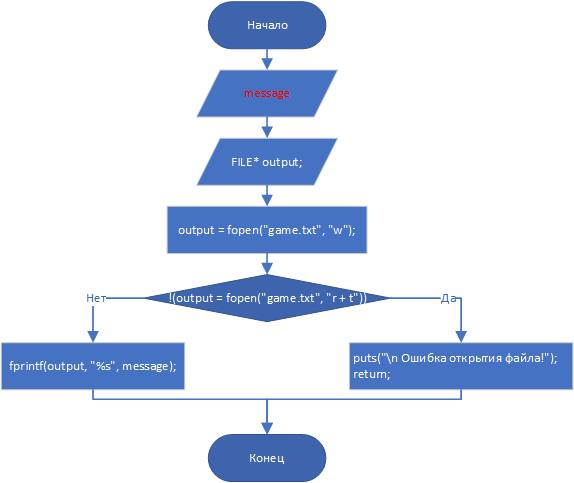 Начало
message
FILE* output;
output = fopen("game.txt", "w");
!(output = fopen("game.txt", "r + t"))
Нет
Да
fprintf(output, "%s", message);
puts("\n Ошибка открытия файла!");
return;
Конец